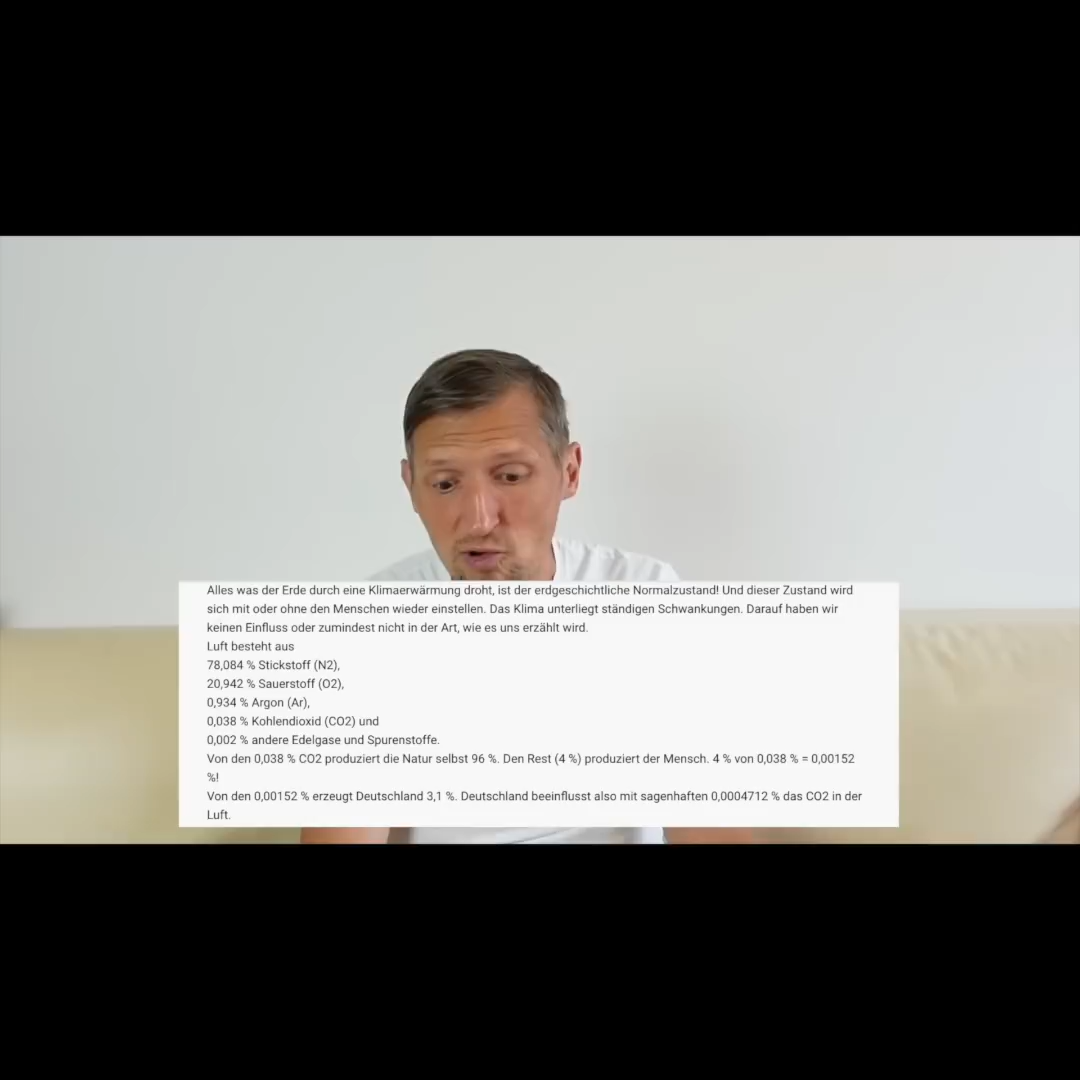 Alles was der Erde durch eine Klimaerwärmung droht, ist der erdgeschichtliche Normalzustand! Und dieser Zustand wird
sich mit oder ohne den Menschen wieder einstellen. Das Klima unterliegt ständigen Schwankungen. Darauf haben wir
keinen Einfluss oder zumindest nicht in der Art, wie es uns erzählt wird.
Luft besteht aus
78,084 % Stickstoff (N2),
20,942 % Sauerstoff (O2),
0,934 % Argon (Ar),
0,038 % Kohlendioxid (CO2) und
0,002 % andere Edelgase und Spurenstoffe.
Von den 0,038 % CO2 produziert die Natur selbst 96 %. Den Rest (4 %) produziert der Mensch. 4 % von 0,038 % = 0,00152
%!
Von den 0,00152 % erzeugt Deutschland 3,1 %. Deutschland beeinflusst also mit sagenhaften 0,0004712 % das CO2 in der
Luft.